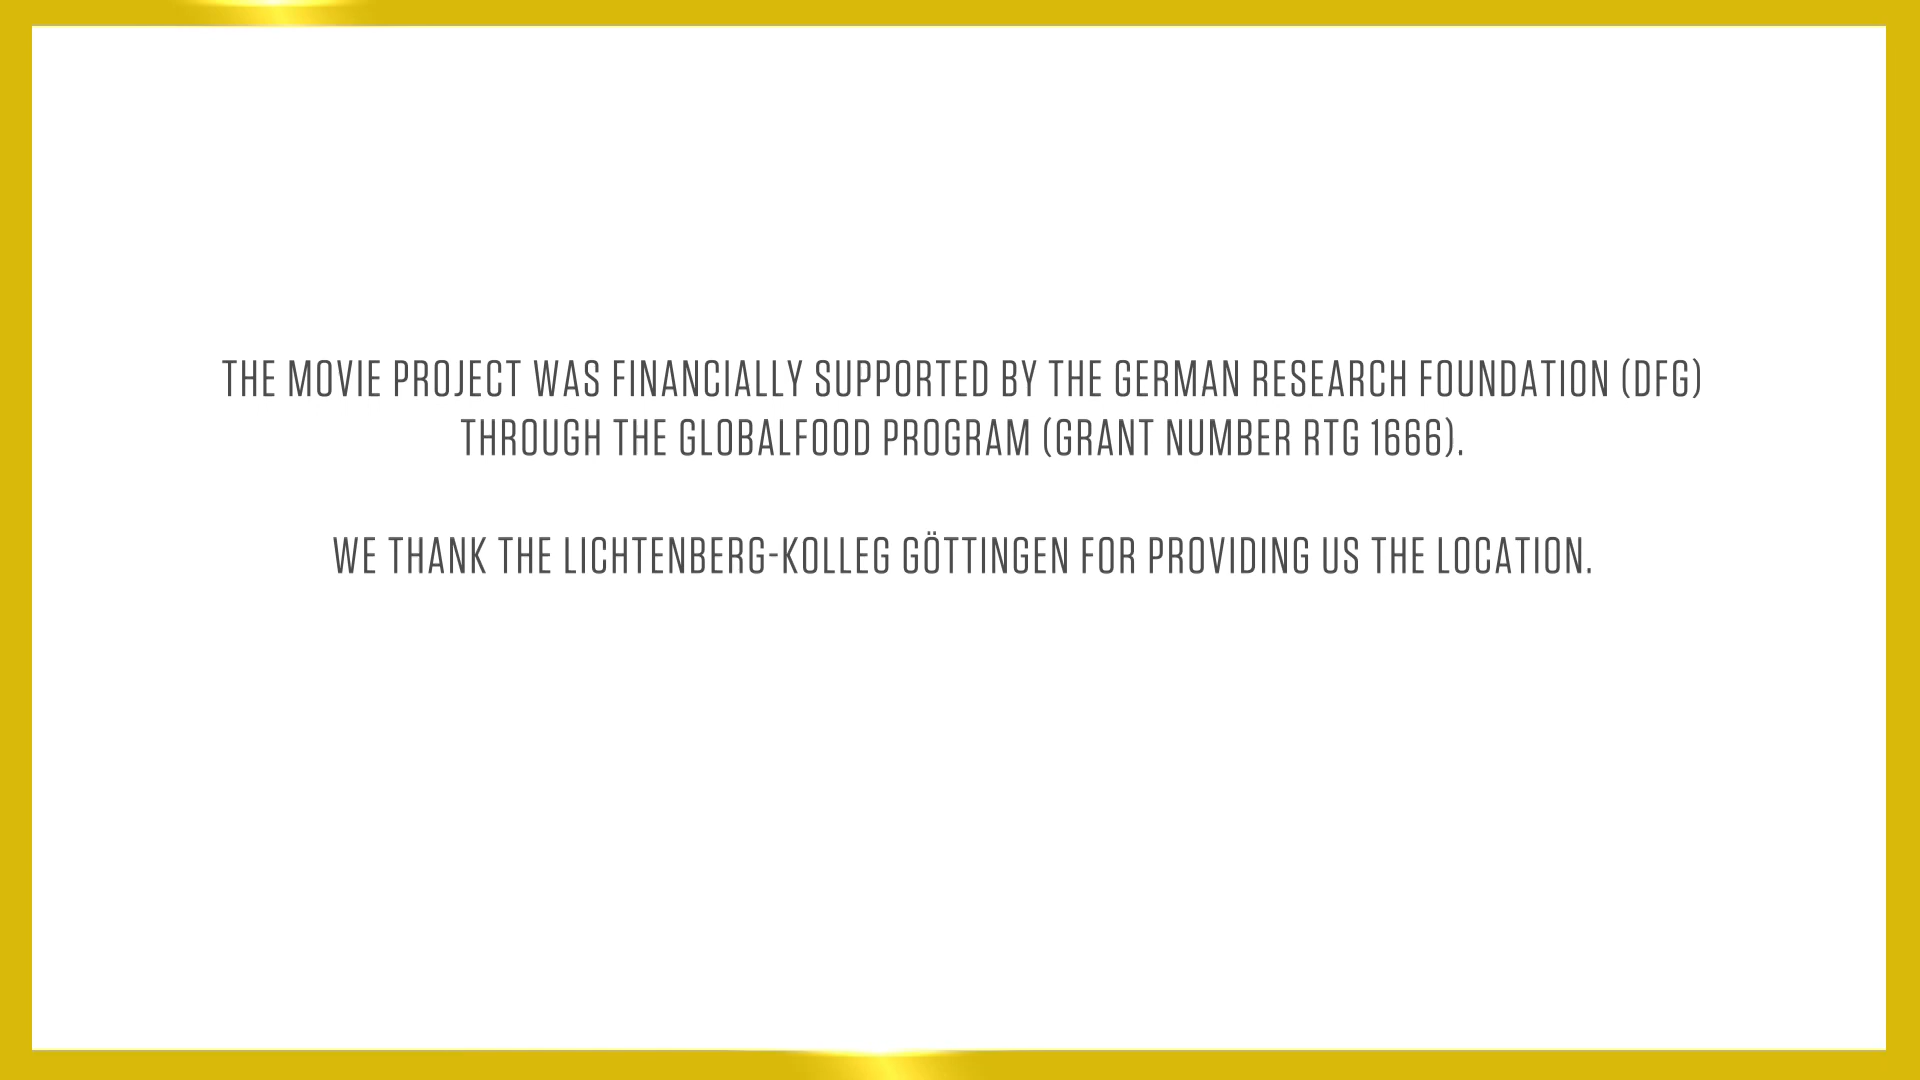 THE MOVIE PROJECT WAS FINANCIALLY SUPPORTED BY THE GERMAN RESEARCH FOUNDATION (DFG)
THROUGH THE GLOBALFOOD PROGRAM (GRANT NUMBER RTG 1666).
WE THANK THE LICHTENBERG-KOLLEG GÖTTINGEN FOR PROVIDING US THE LOCATION.